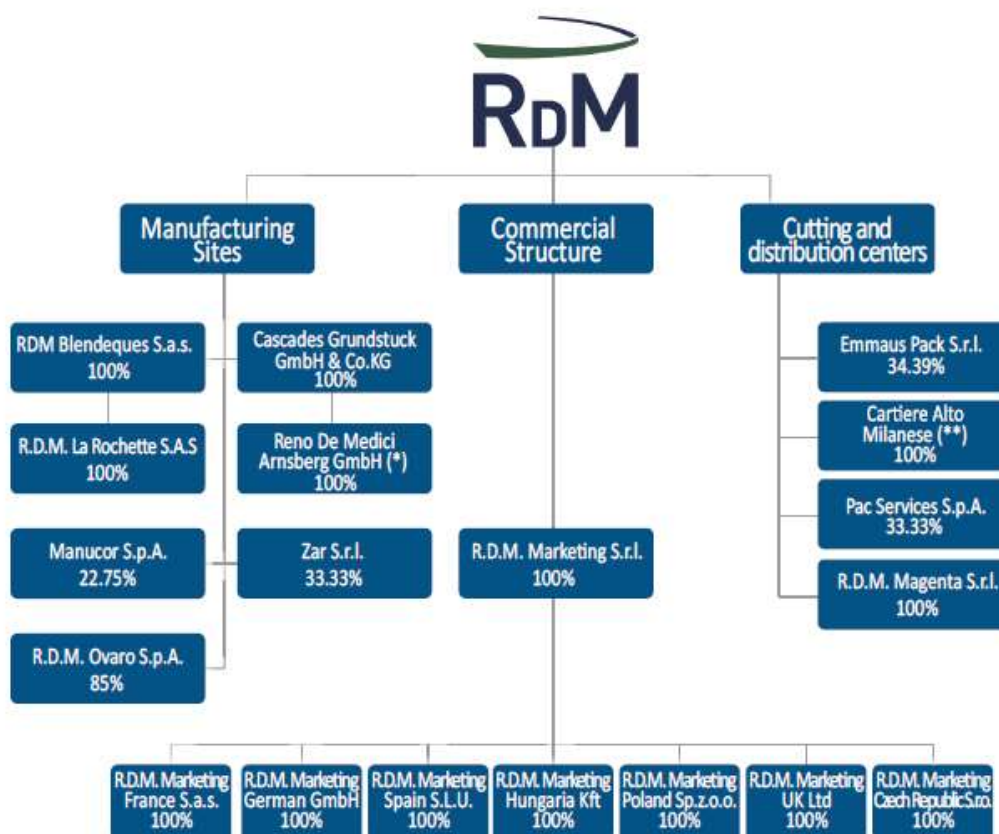 RDM
Manufacturing
Sites
Commercial
Structure
Cutting and
distribution centers
RDM Blendeques S.a.s.
100%
Cascades Grundstuck
GmbH & Co.KG
100%
R.D.M. La Rochette S.A.S
100%
Reno De Medici
Arnsberg GmbH (*)
100%
Manucor S.p.A.
22.75%
Zar S.r.l.
33.33%
R.D.M. Ovaro S.p.A.
85%
R.D.M. Marketing S.r.l.
100%
Emmaus Pack S.r.l.
34.39%
Cartiere Alto
Milanese (**)
100%
Pac Services S.p.A.
33.33%
R.D.M. Magenta S.r.l.
100%
R.D.M. Marketing
France S.a.s.
100%
R.D.M. Marketing
German GmbH
100%
R.D.M. Marketing
Spain S.L.U.
100%
R.D.M. Marketing
Hungaria Kft
100%
R.D.M. Marketing
Poland Sp.z.o.o.
100%
R.D.M. Marketing
UK Ltd
100%
R.D.M. Marketing
Czech Republic S.r.o.
100%